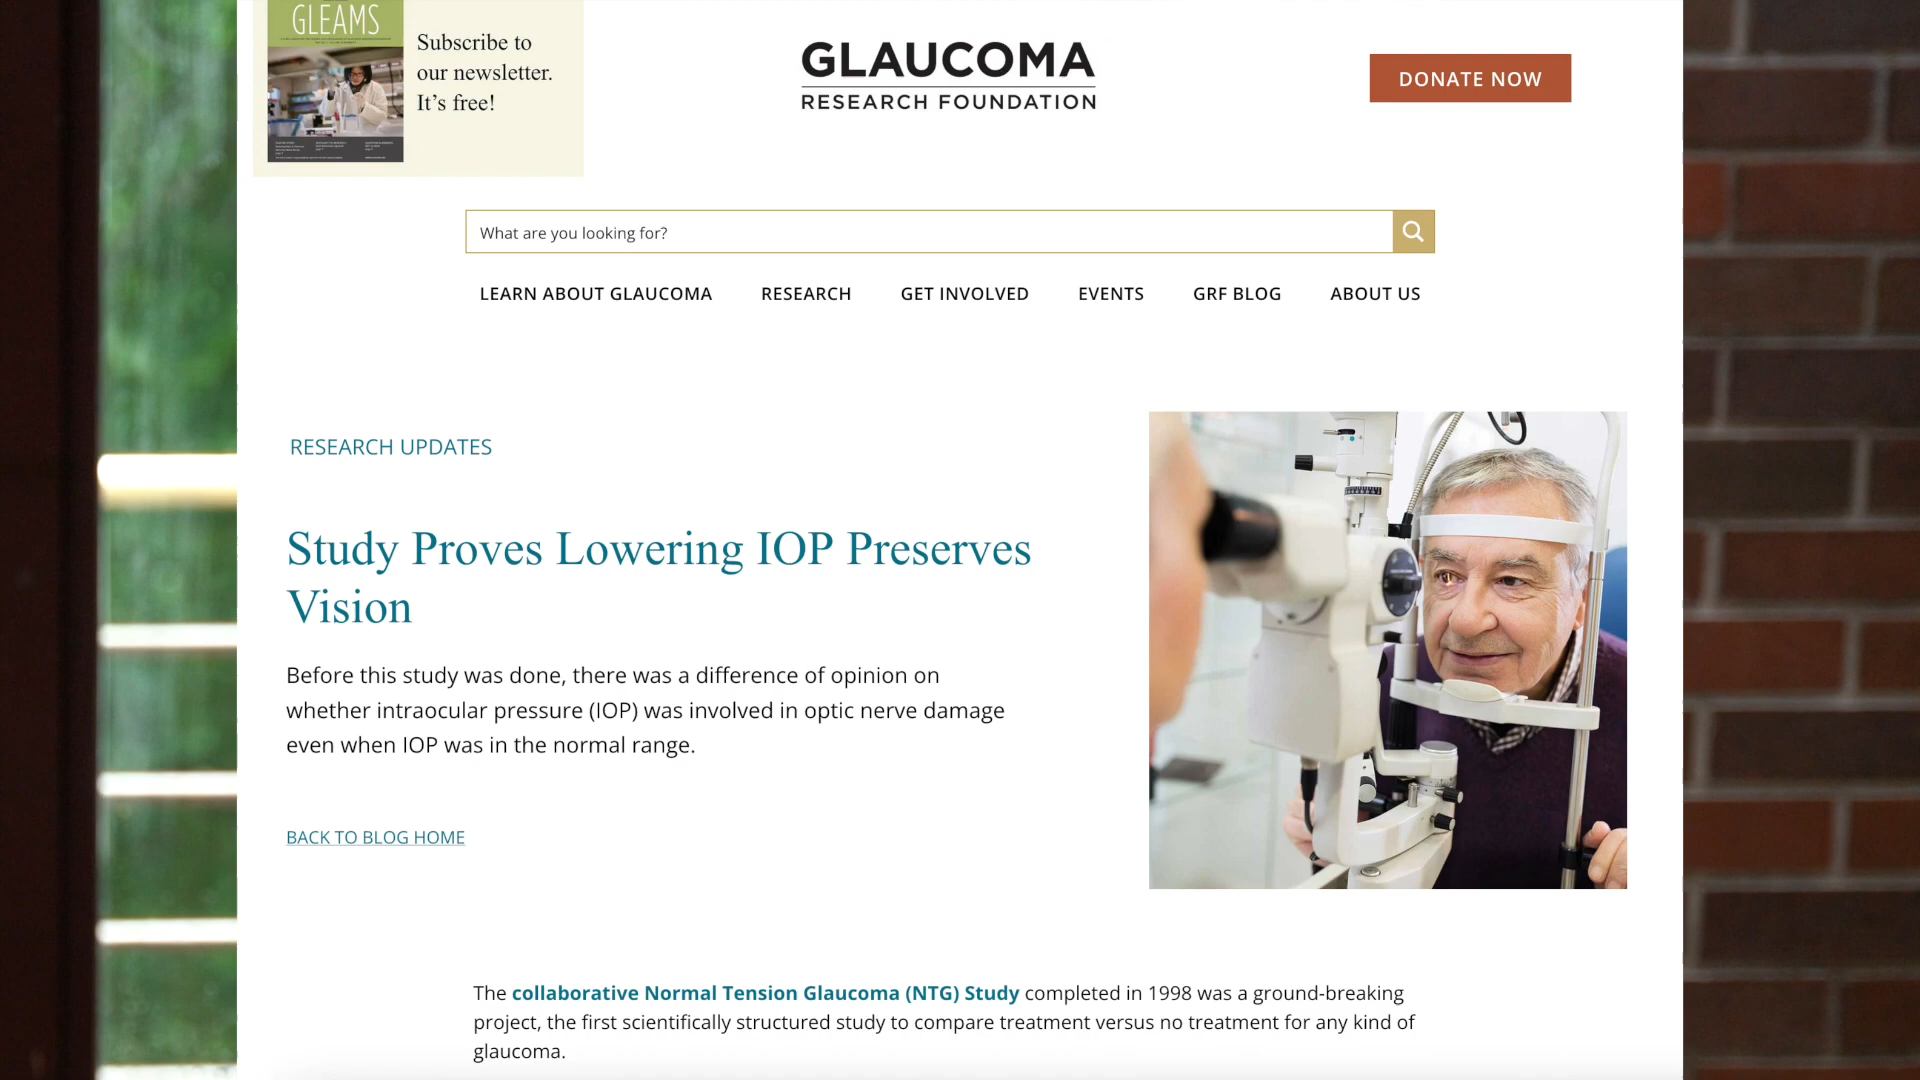 GLEAMS
Subscribe to
our newsletter.
It's free!
GLAUCOMA
RESEARCH FOUNDATION
DONATE NOW
What are you looking for?
LEARN ABOUT GLAUCOMA
RESEARCH
GET INVOLVED
EVENTS
GRF BLOG
ABOUT US
RESEARCH UPDATES
Study Proves Lowering IOP Preserves
Vision
Before this study was done, there was a difference of opinion on
whether intraocular pressure (IOP) was involved in optic nerve damage
even when IOP was in the normal range.
BACK TO BLOG HOME
The collaborative Normal Tension Glaucoma (NTG) Study completed in 1998 was a ground-breaking
project, the first scientifically structured study to compare treatment versus no treatment for any kind of
glaucoma.